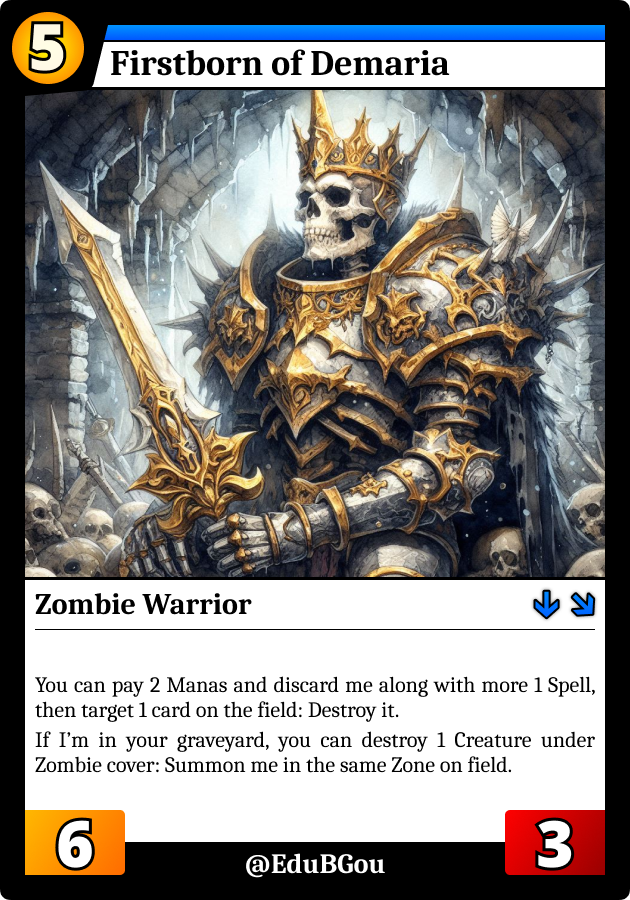 5
Firstborn of Demaria
Zombie Warrior
You can pay 2 Manas and discard me along with more 1 Spell,
then target 1 card on the field: Destroy it.
If I'm in your graveyard, you can destroy 1 Creature under
Zombie cover: Summon me in the same Zone on field.
6
@EduBGou
3